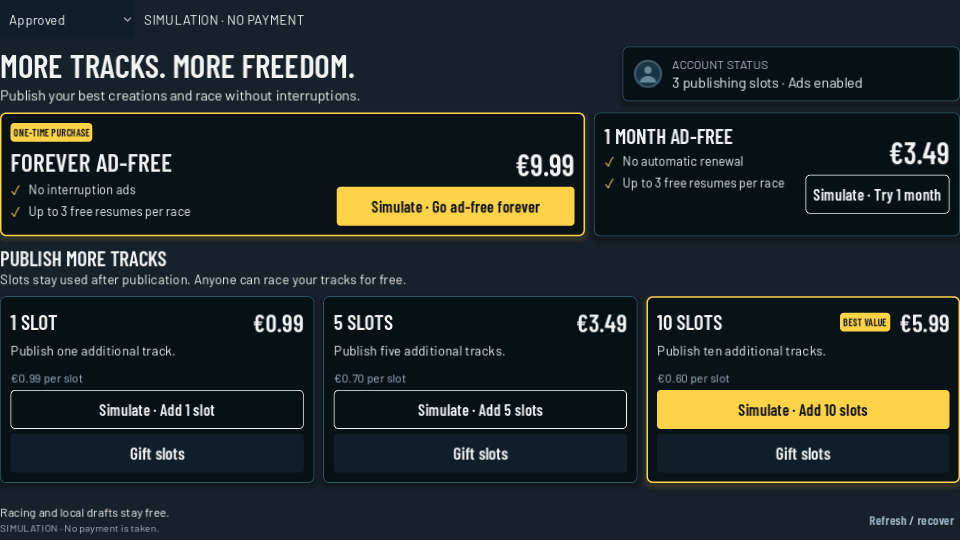 Approved
SIMULATION · NO PAYMENT
MORE TRACKS. MORE FREEDOM.
Publish your best creations and race without interruptions.
ACCOUNT STATUS
3 publishing slots · Ads enabled
ONE-TIME PURCHASE
FOREVER AD-FREE
✓ No interruption ads
✓ Up to 3 free resumes per race
€9.99
Simulate · Go ad-free forever
1 MONTH AD-FREE
✓ No automatic renewal
✓ Up to 3 free resumes per race
€3.49
Simulate · Try 1 month
PUBLISH MORE TRACKS
Slots stay used after publication. Anyone can race your tracks for free.
1 SLOT
€0.99
Publish one additional track.
€0.99 per slot
Simulate · Add 1 slot
Gift slots
5 SLOTS
€3.49
Publish five additional tracks.
€0.70 per slot
Simulate · Add 5 slots
Gift slots
10 SLOTS
BEST VALUE
€5.99
Publish ten additional tracks.
€0.60 per slot
Simulate · Add 10 slots
Gift slots
Racing and local drafts stay free.
SIMULATION · No payment is taken.
Refresh / recover